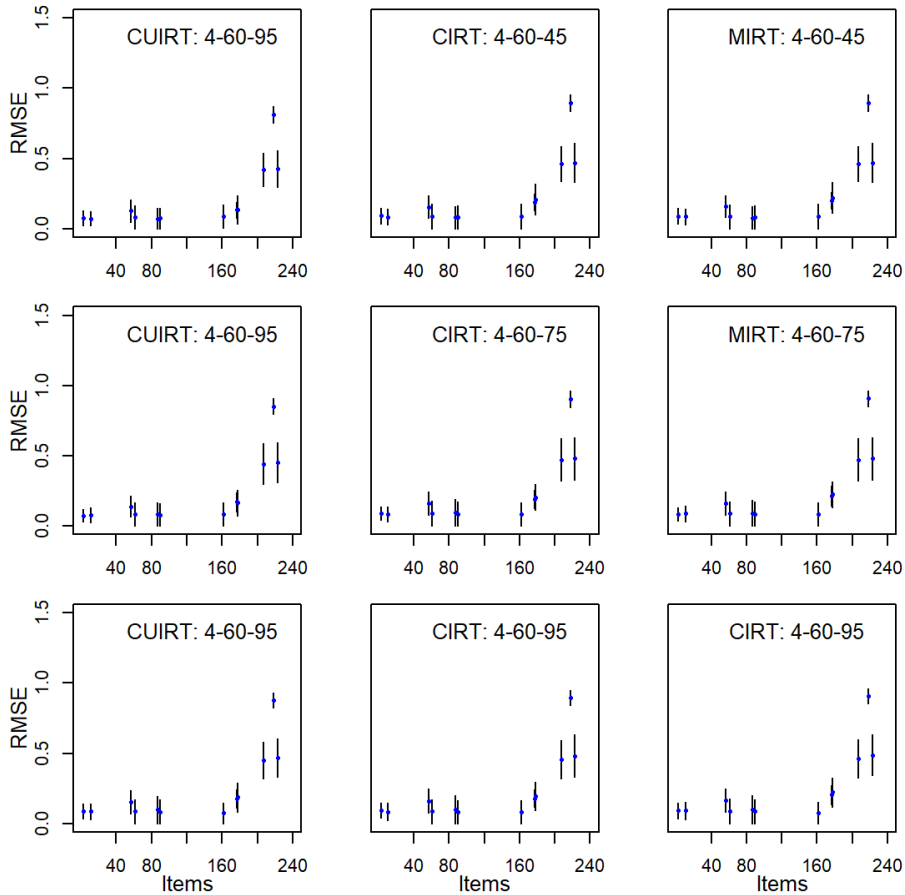 CUIRT: 4-60-95
CIRT: 4-60-45
MIRT: 4-60-45
RMSE
0.0 0.5 1.0 1.5
40 80 160 240
40 80 160 240
40 80 160 240
CUIRT: 4-60-95
CIRT: 4-60-75
MIRT: 4-60-75
RMSE
0.0 0.5 1.0 1.5
40 80 160 240
40 80 160 240
40 80 160 240
CUIRT: 4-60-95
CIRT: 4-60-95
CIRT: 4-60-95
RMSE
0.0 0.5 1.0 1.5
40 80 160 240
40 80 160 240
40 80 160 240
Items
Items
Items